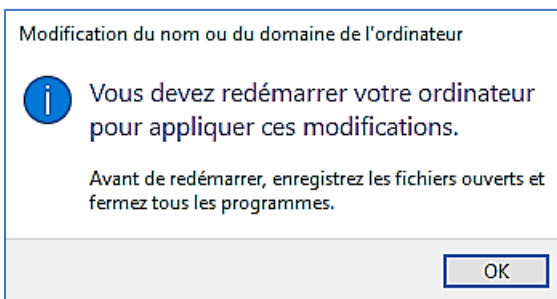 Modification du nom ou du domaine de l'ordinateur
Vous devez redémarrer votre ordinateur
pour appliquer ces modifications.
Avant de redémarrer, enregistrez les fichiers ouverts et
fermez tous les programmes.
OK